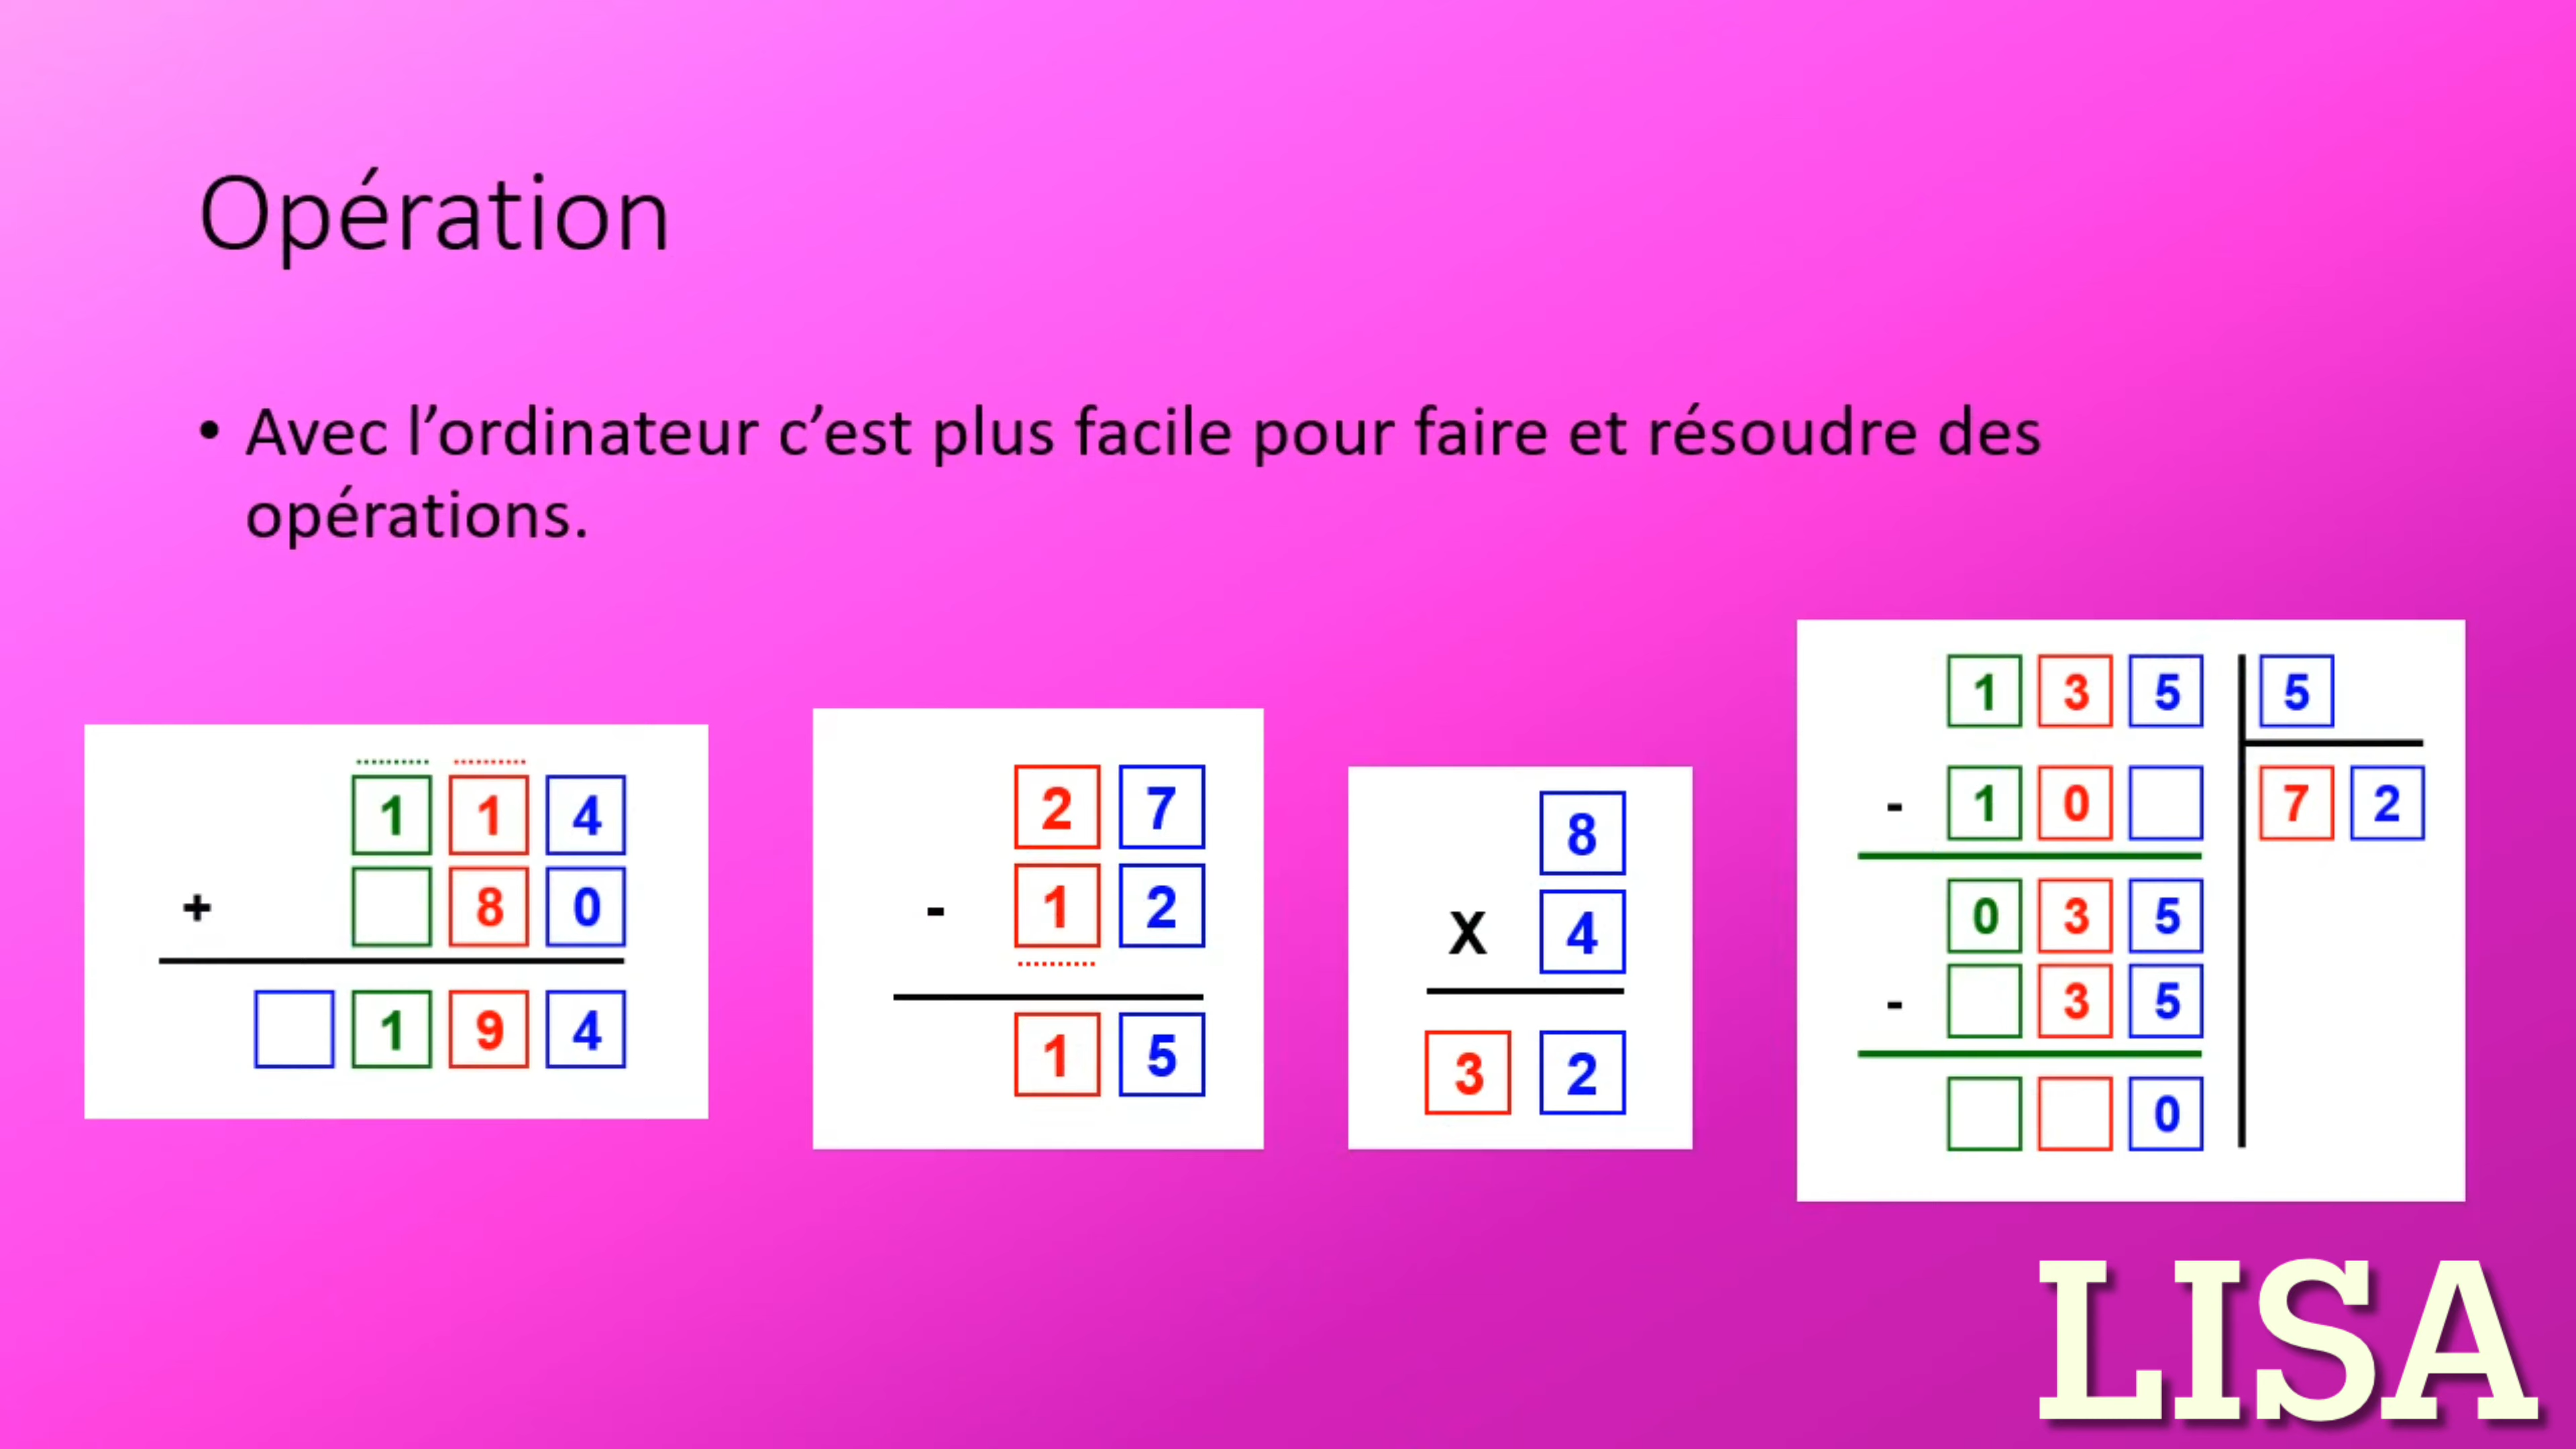 Opération
• Avec l’ordinateur c’est plus facile pour faire et résoudre des
opérations.
1 1 4
+ 8 0
1 9 4
2 7
- 1 2
1 5
8
X 4
3 2
1 3 5 5
- 1 0 7 2
0 3 5
- 3 5
0
LISA